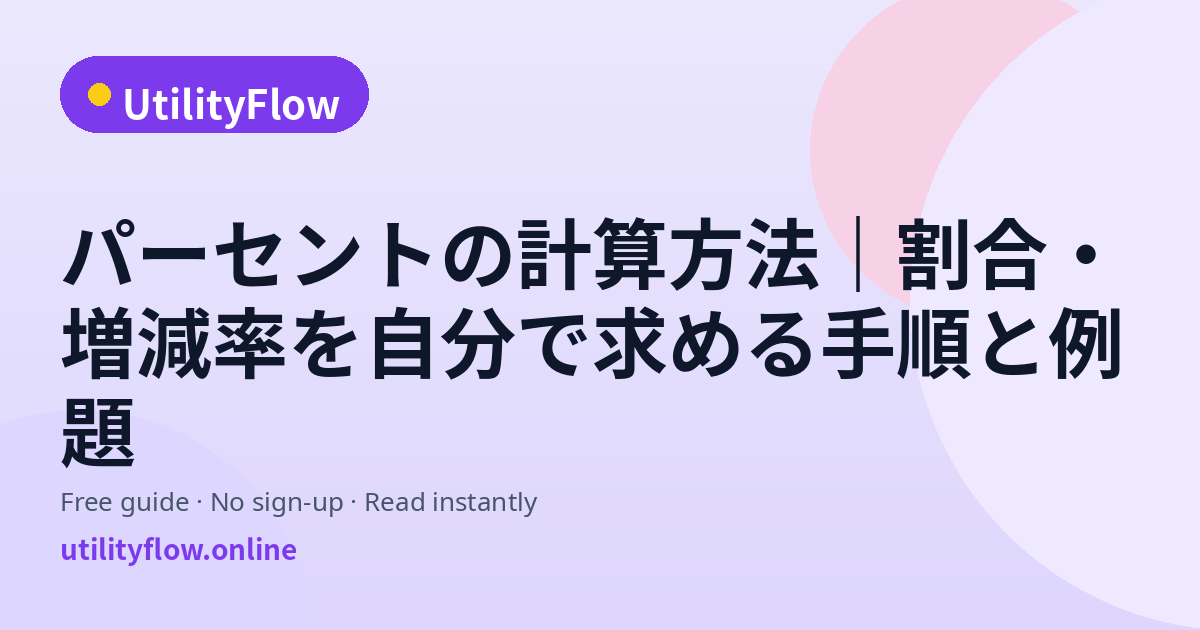 UtilityFlow
パーセントの計算方法｜割合・
増減率を自分で求める手順と例
題
Free guide · No sign-up · Read instantly
utilityflow.online